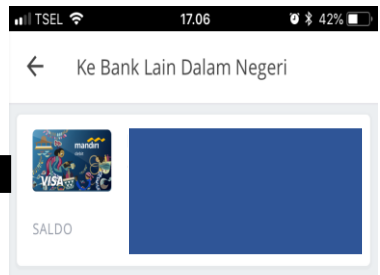 TSEL 17.06 42%
Ke Bank Lain Dalam Negeri
mandiri
VISA
SALDO